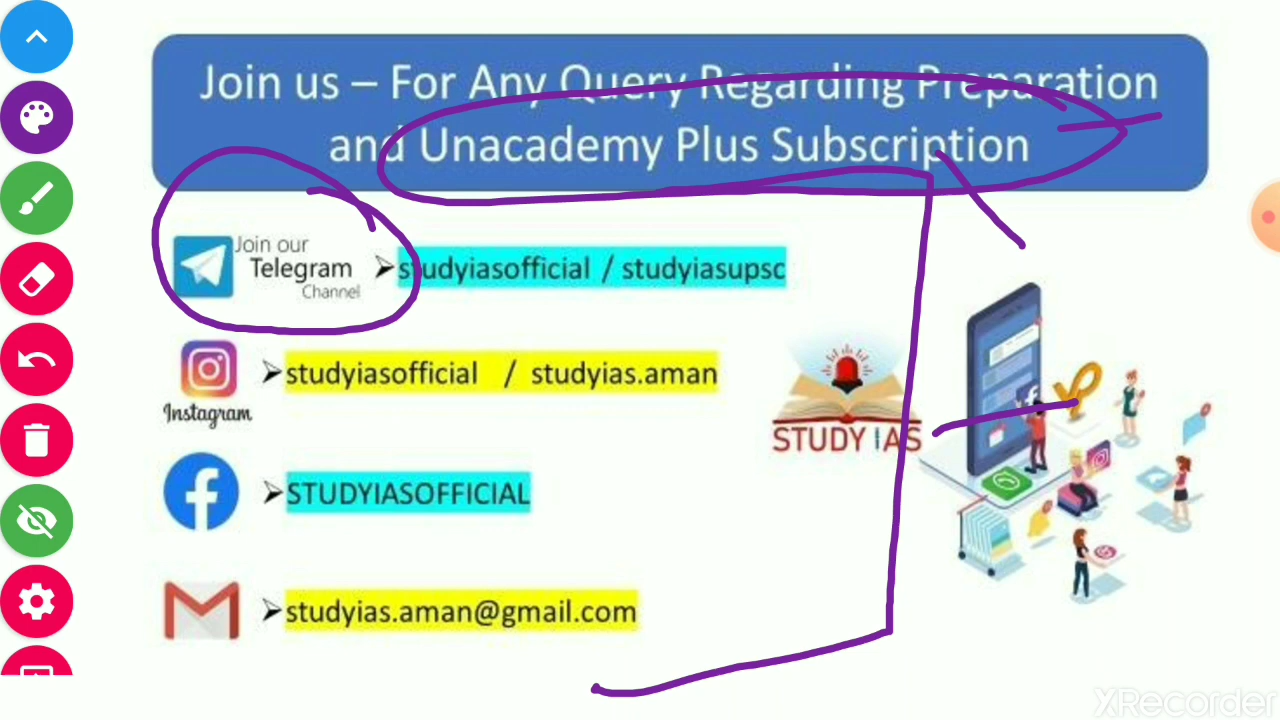 Join us – For Any Query Regarding Preparation
and Unacademy Plus Subscription
Join our
Telegram
Channel
➢ studyiasofficial / studyiasupsc
➢ studyiasofficial / studyias.aman
Instagram
STUDY IAS
➢ STUDYIASOFFICIAL
➢ studyias.aman@gmail.com
XRecorder